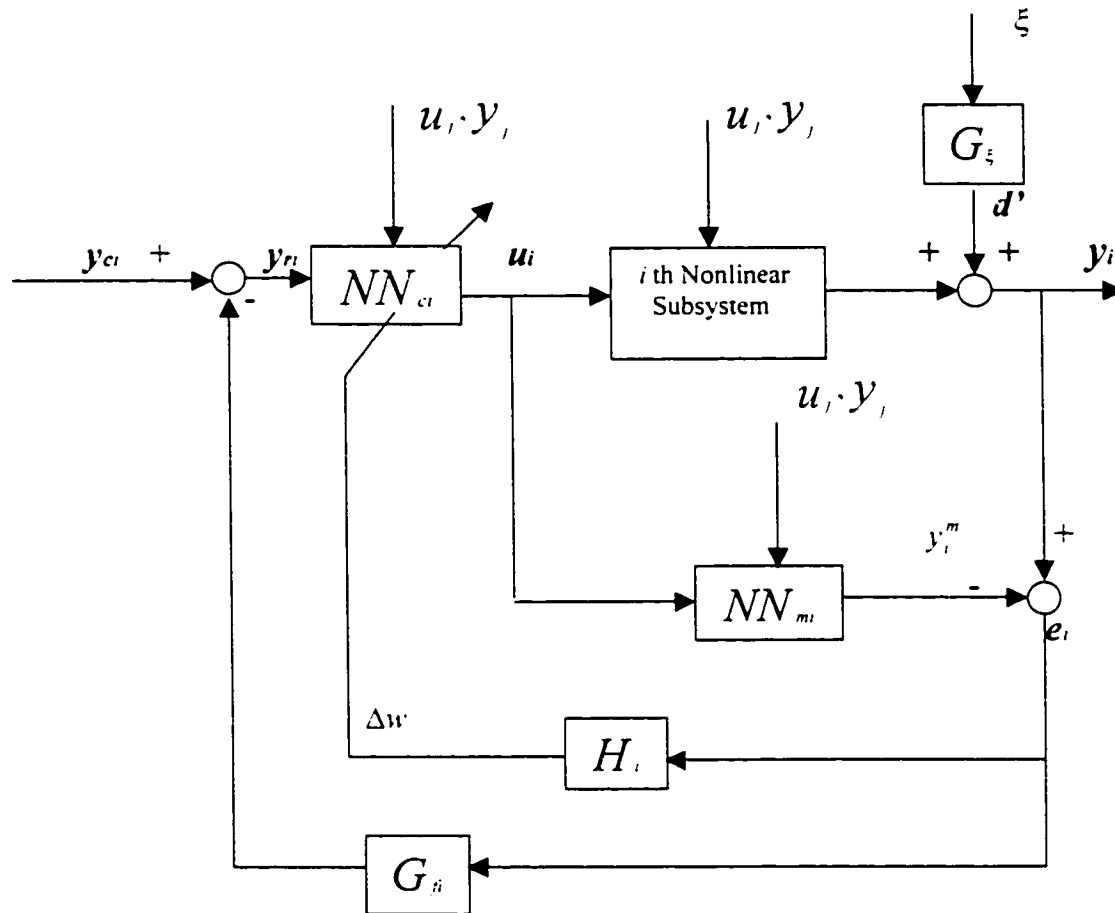 ξ
u_j · y_j
u_j · y_j
G_ξ
d'
y_ci + - y_ri
NN_ci
u_i
i th Nonlinear
Subsystem
+ +
y_i
u_j · y_j
NN_mi
y_i^m
- +
e_i
Δw
H_i
G_fi